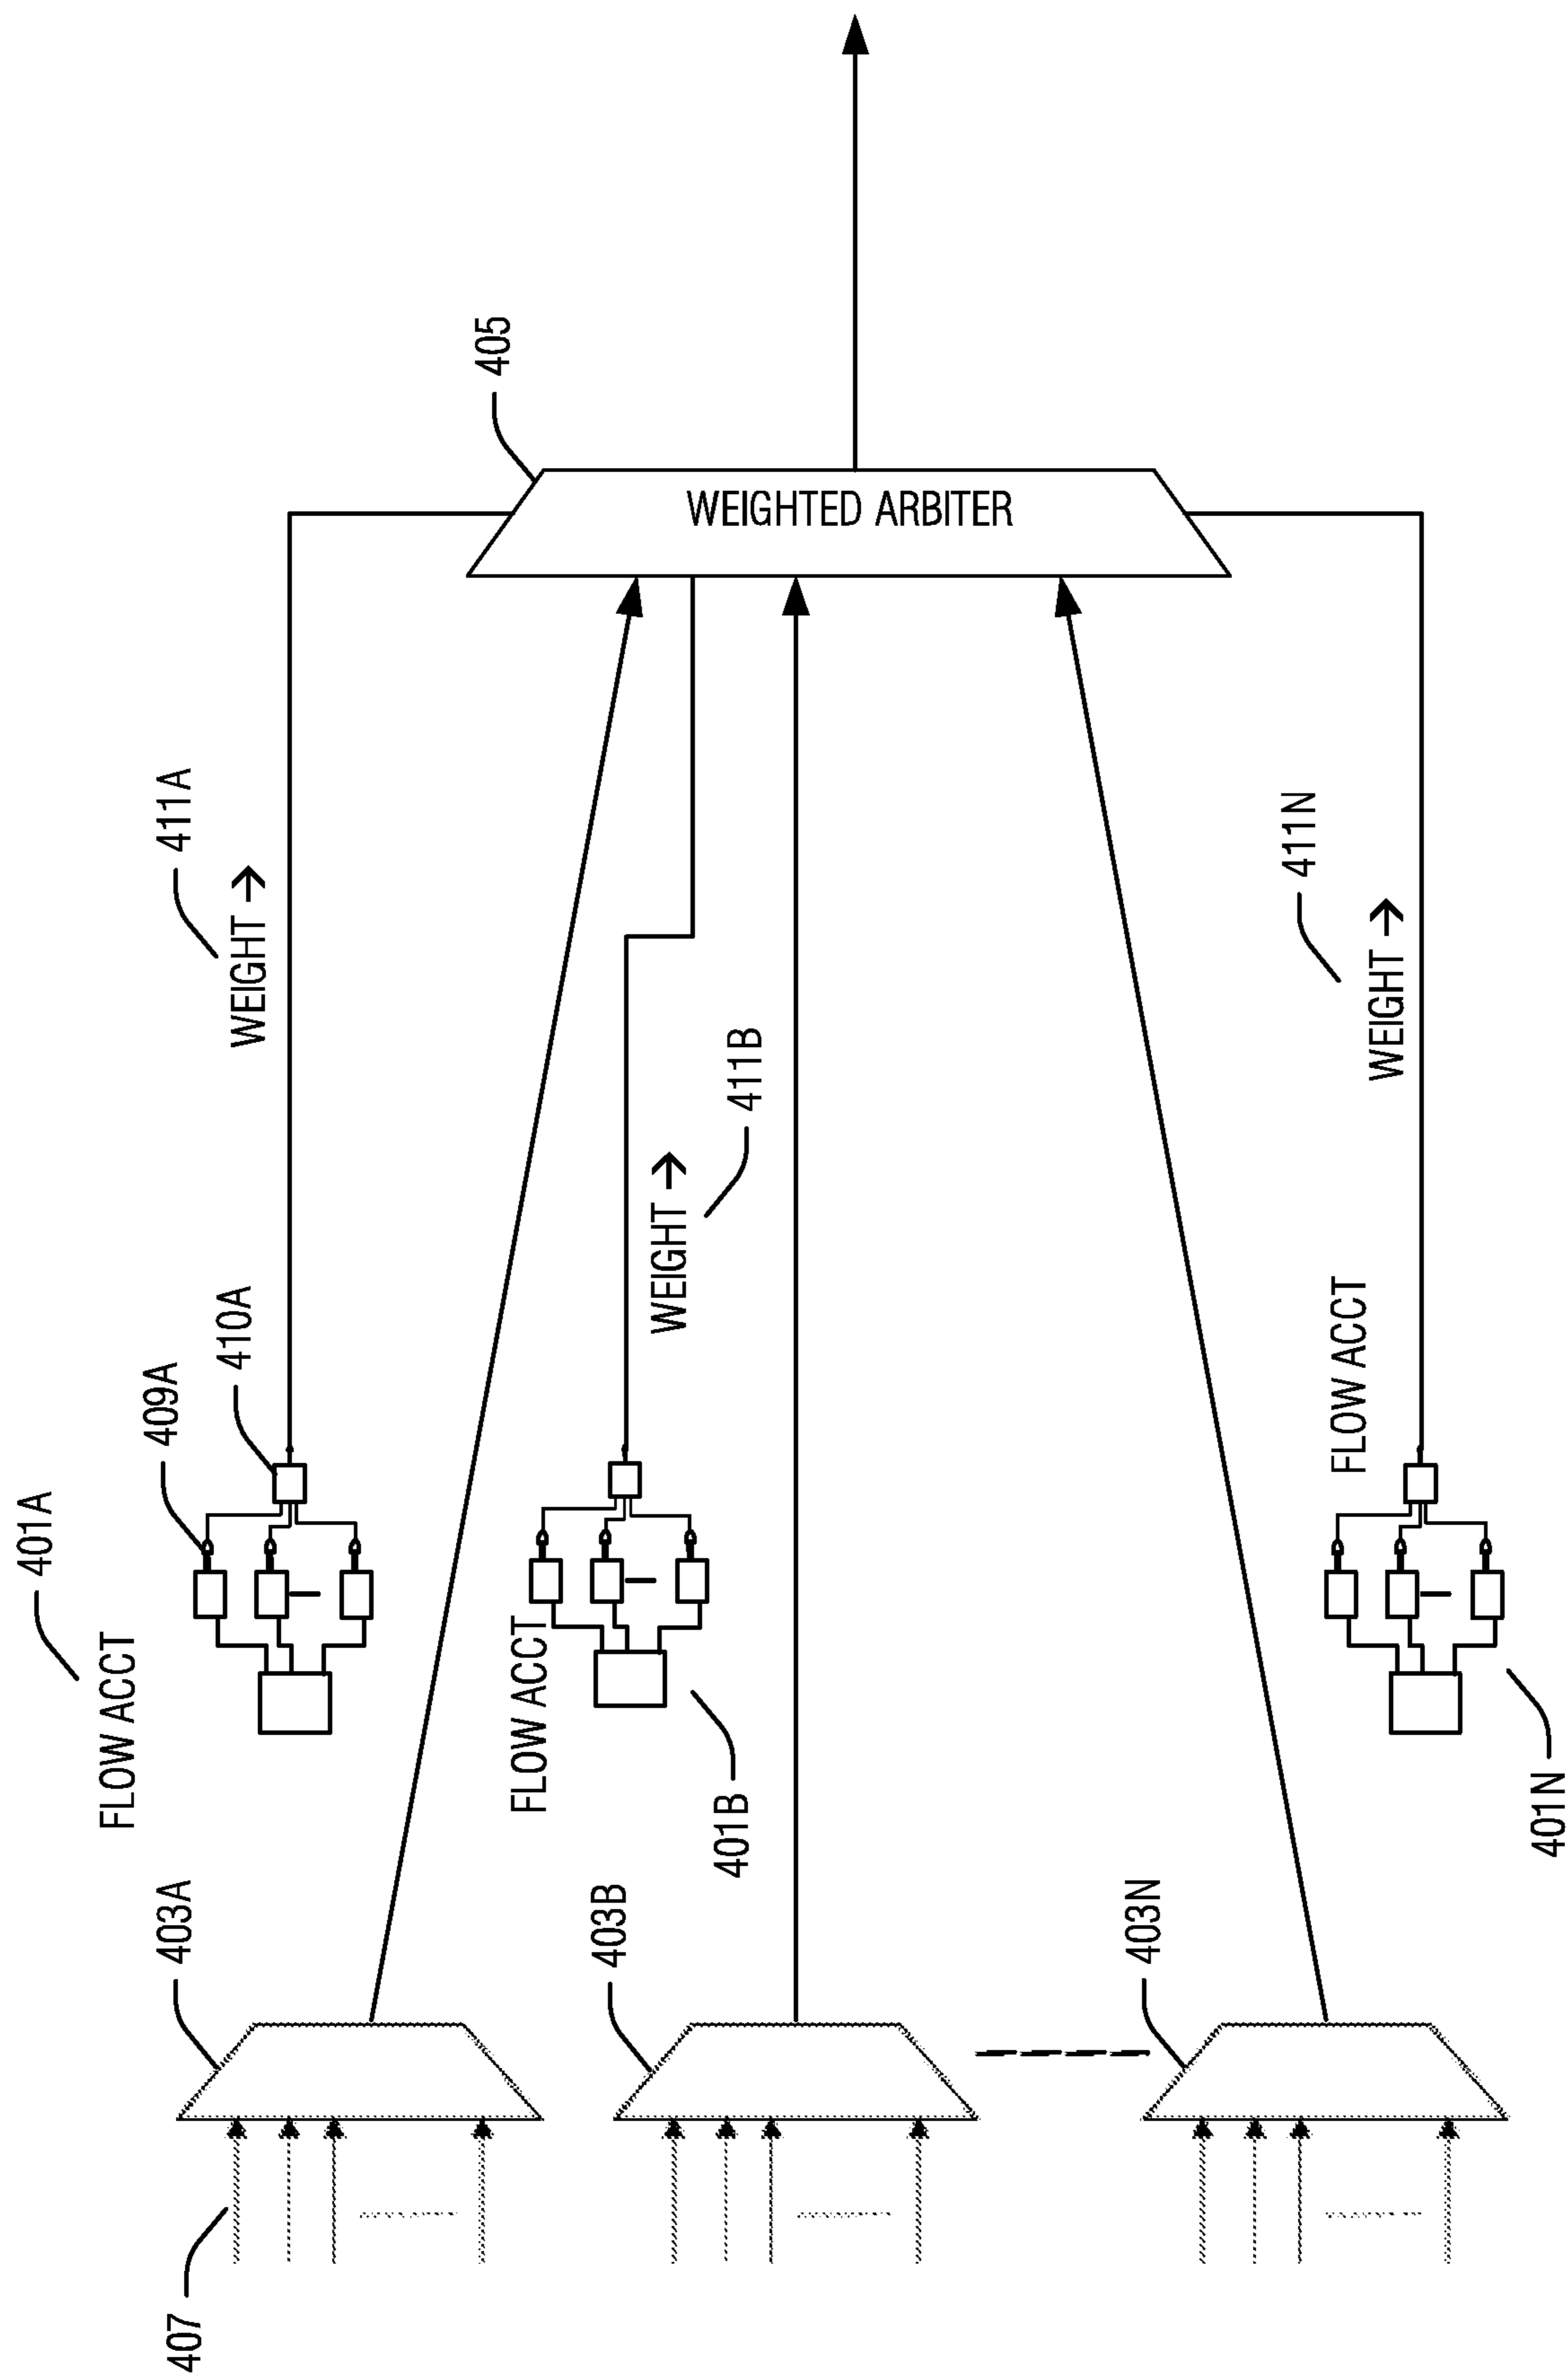 401A
FLOW ACCT
409A
410A
411A
WEIGHT →
405
WEIGHTED ARBITER
407
403A
FLOW ACCT
401B
WEIGHT →
411B
403B
403N
FLOW ACCT
401N
411N
WEIGHT →